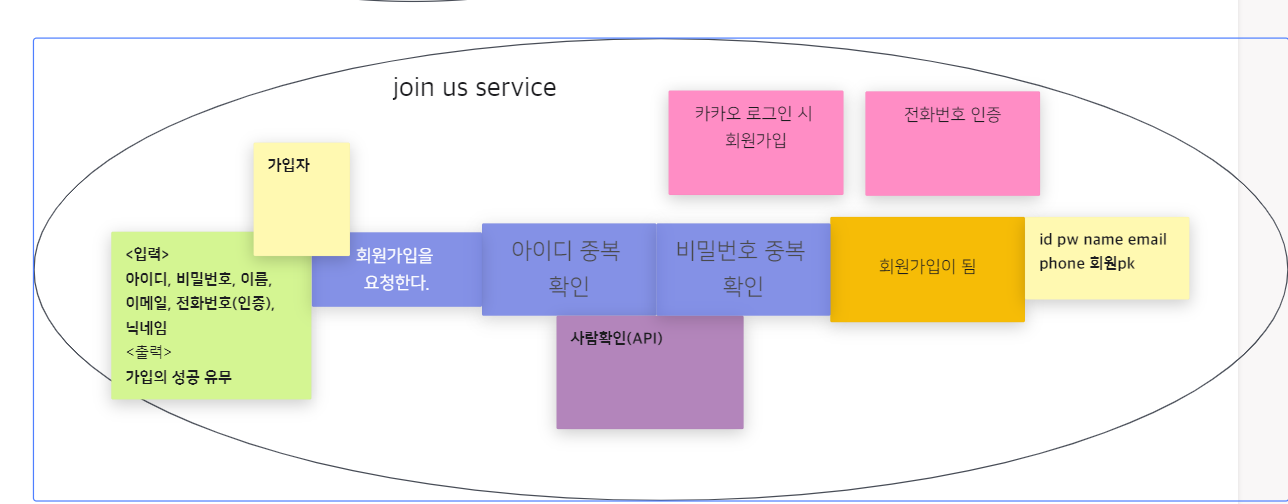 join us service
카카오 로그인 시
회원가입
전화번호 인증
가입자
<입력>
아이디, 비밀번호, 이름,
이메일, 전화번호(인증),
닉네임
<출력>
가입의 성공 유무
회원가입을
요청한다.
아이디 중복
확인
비밀번호 중복
확인
사람확인(API)
회원가입이 됨
id pw name email
phone 회원pk